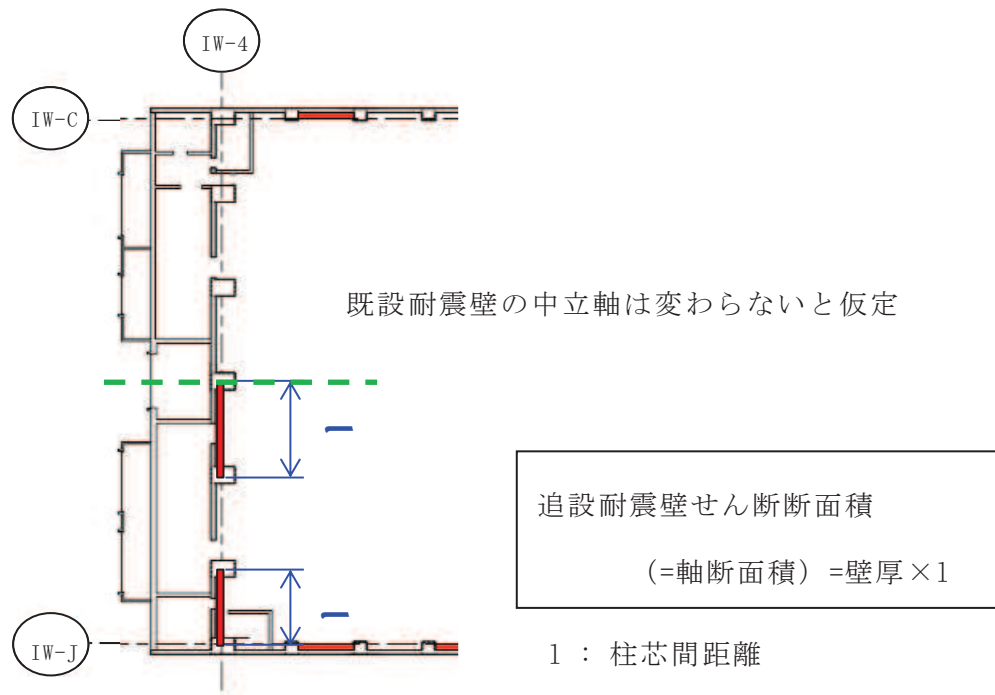 IW-4
IW-C
既設耐震壁の中立軸は変わらないと仮定
l
追設耐震壁せん断断面積
(=軸断面積) =壁厚×l
l
IW-J
l : 柱芯間距離